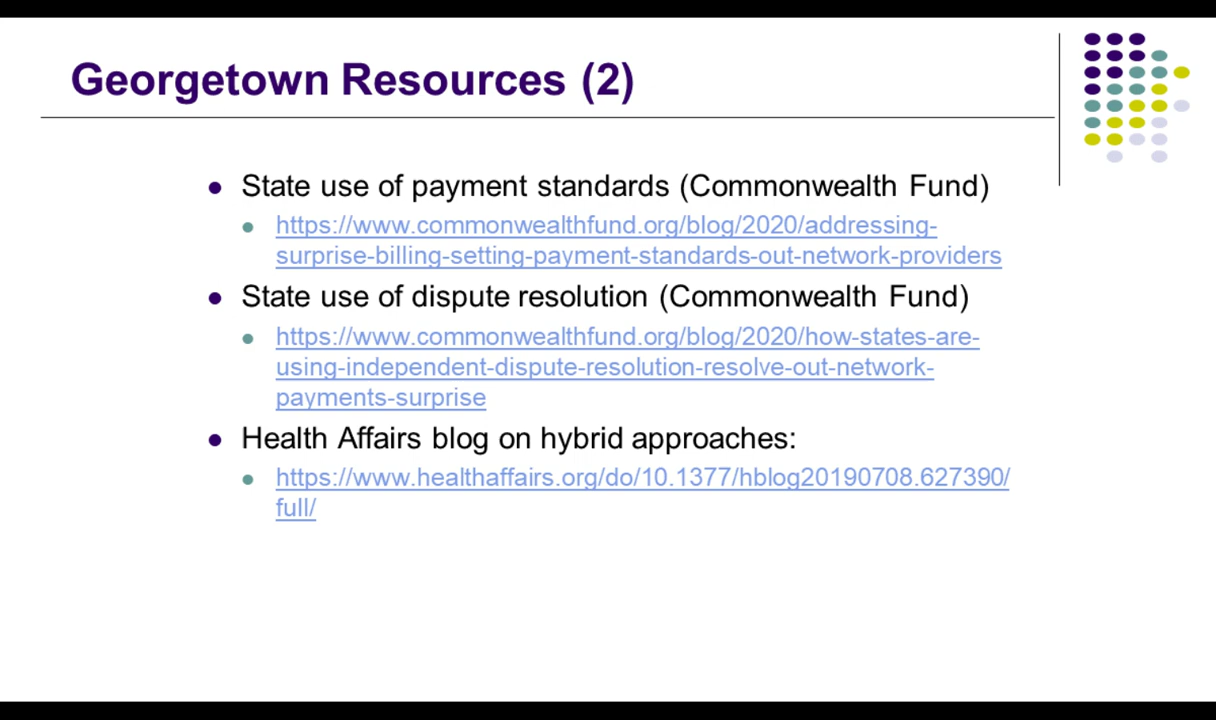 Georgetown Resources (2)
State use of payment standards (Commonwealth Fund)
https://www.commonwealthfund.org/blog/2020/addressing-
surprise-billing-setting-payment-standards-out-network-providers
State use of dispute resolution (Commonwealth Fund)
https://www.commonwealthfund.org/blog/2020/how-states-are-
using-independent-dispute-resolution-resolve-out-network-
payments-surprise
Health Affairs blog on hybrid approaches:
https://www.healthaffairs.org/do/10.1377/hblog20190708.627390/
full/